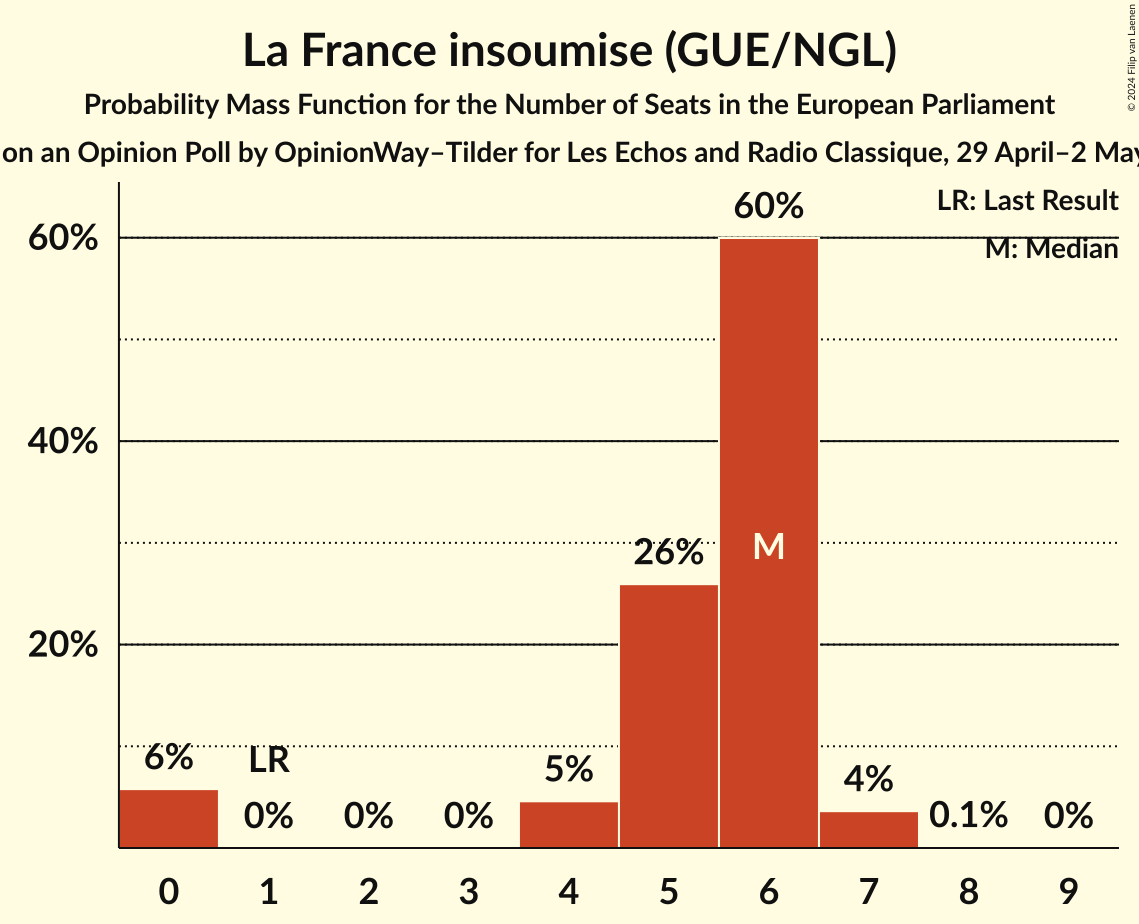 La France insoumise (GUE/NGL)
Probability Mass Function for the Number of Seats in the European Parliament
on an Opinion Poll by OpinionWay–Tilder for Les Echos and Radio Classique, 29 April–2 May
© 2024 Filip van Laenen
LR: Last Result
M: Median
60%
60%
40%
26%
M
20%
6%
LR
0%
0%
0%
5%
4%
0.1%
0%
0 1 2 3 4 5 6 7 8 9